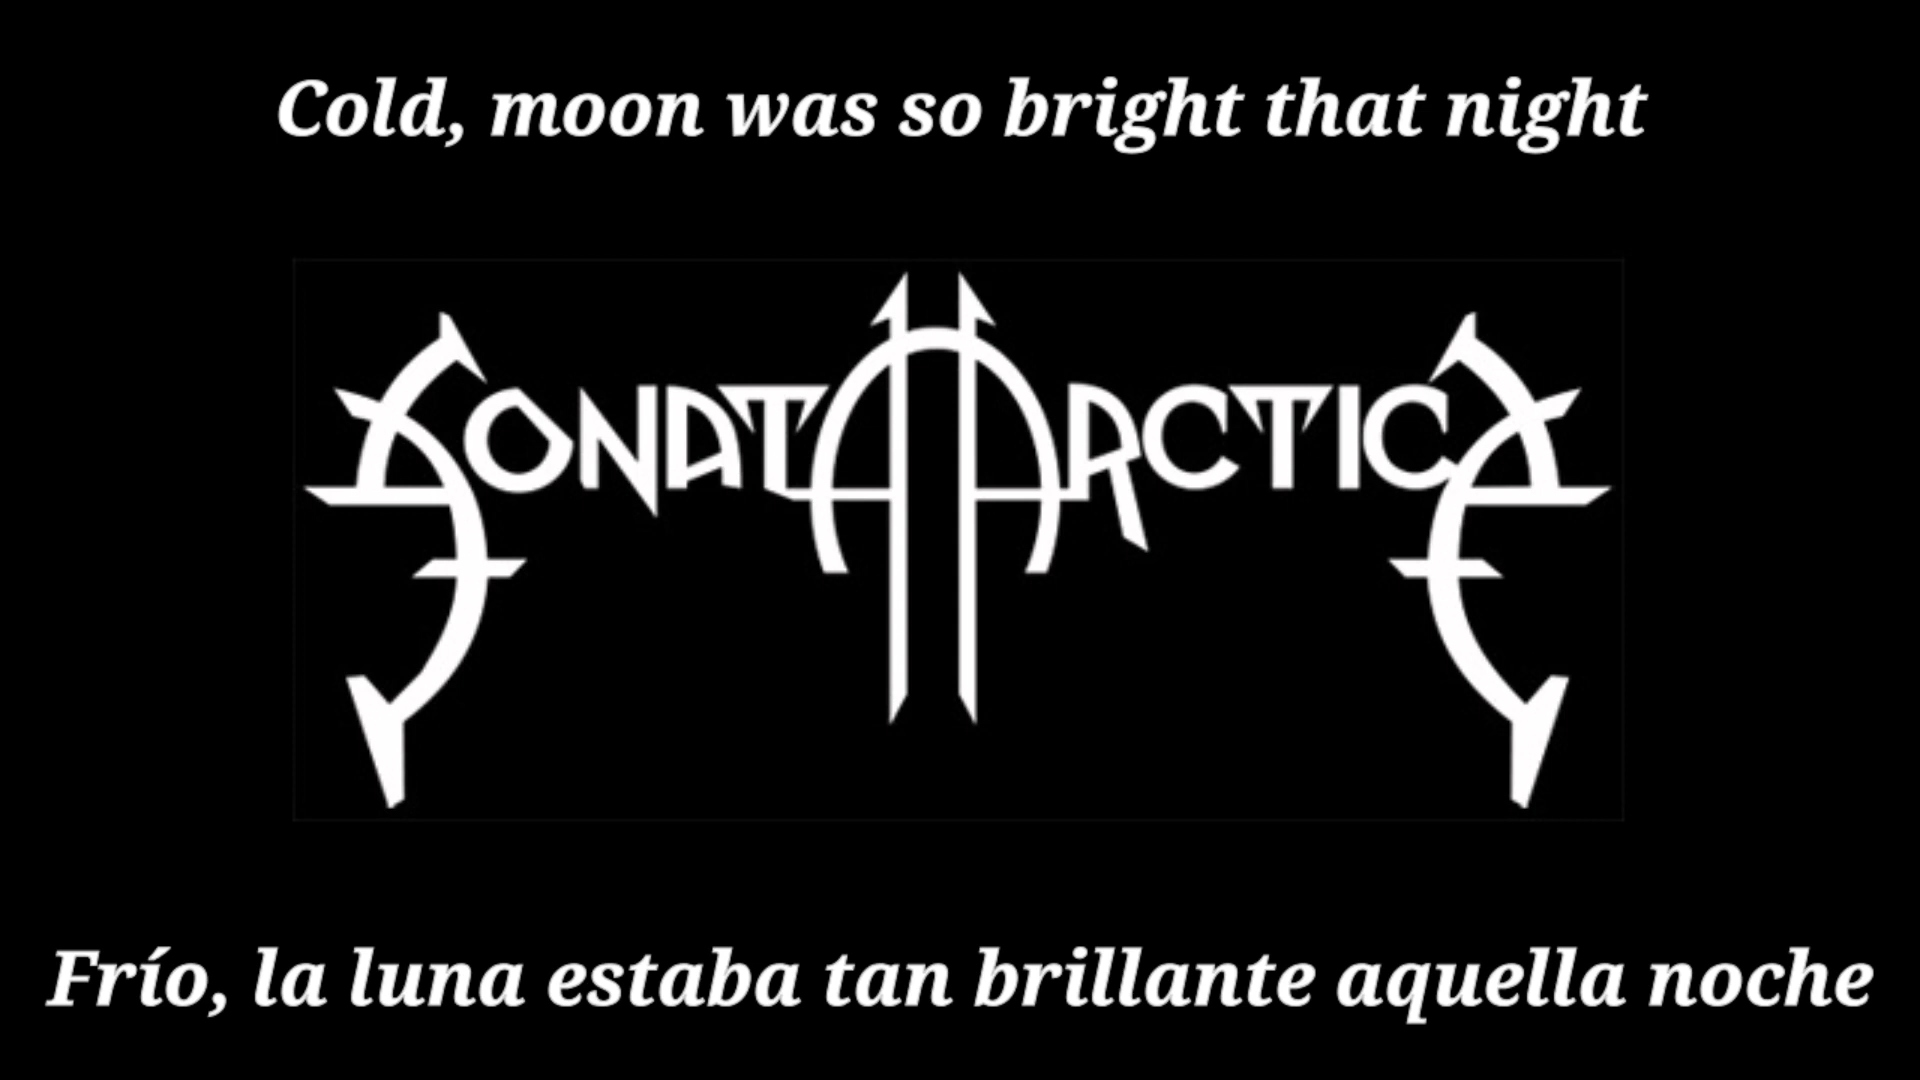 Cold, moon was so bright that night
SONATA ARCTICA
Frío, la luna estaba tan brillante aquella noche